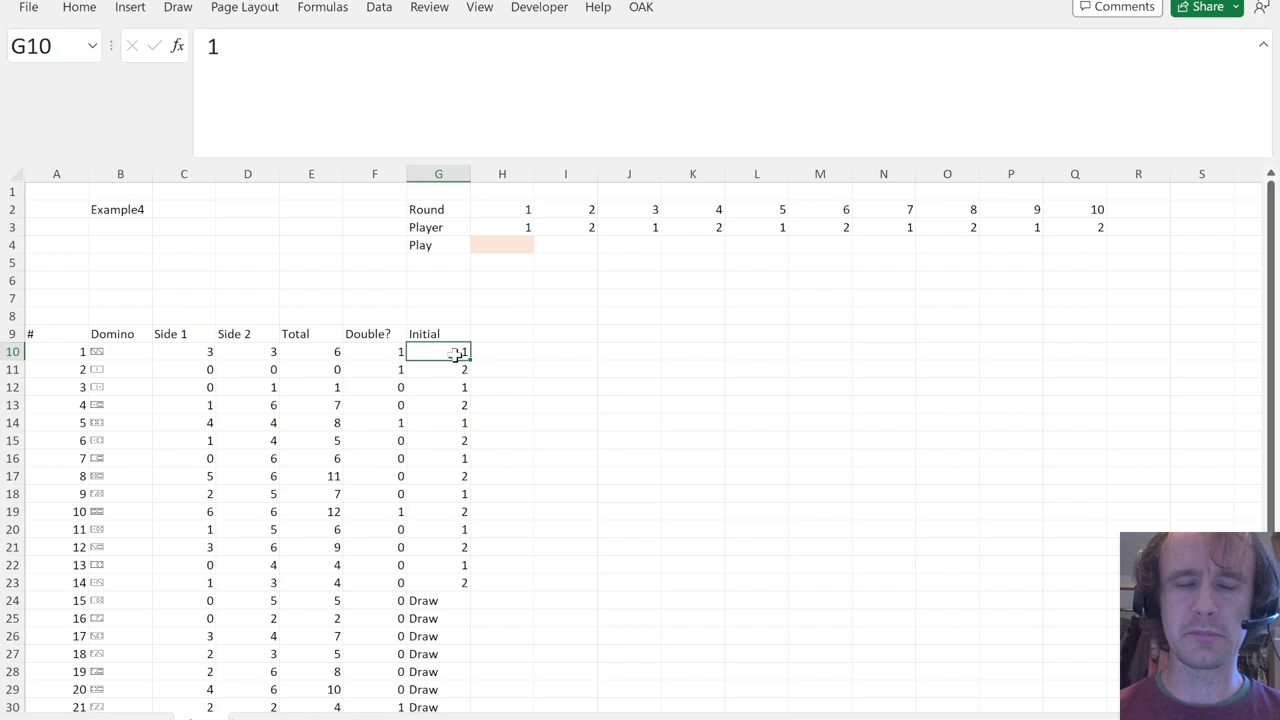 File Home Insert Draw Page Layout Formulas Data Review View Developer Help OAK Comments Share
G10 fx 1
A B C D E F G H I J K L M N O P Q R S
1
2 Example4 Round 1 2 3 4 5 6 7 8 9 10
3 Player 1 2 1 2 1 2 1 2 1 2
4 Play
5
6
7
8
9 # Domino Side 1 Side 2 Total Double? Initial
10 1 3 3 6 1 1
11 2 0 0 0 1 2
12 3 0 1 1 0 1
13 4 1 6 7 0 2
14 5 4 4 8 1 1
15 6 1 4 5 0 2
16 7 0 6 6 0 1
17 8 5 6 11 0 2
18 9 2 5 7 0 1
19 10 6 6 12 1 2
20 11 1 5 6 0 1
21 12 3 6 9 0 2
22 13 0 4 4 0 1
23 14 1 3 4 0 2
24 15 0 5 5 0 Draw
25 16 0 2 2 0 Draw
26 17 3 4 7 0 Draw
27 18 2 3 5 0 Draw
28 19 2 6 8 0 Draw
29 20 4 6 10 0 Draw
30 21 2 2 4 1 Draw